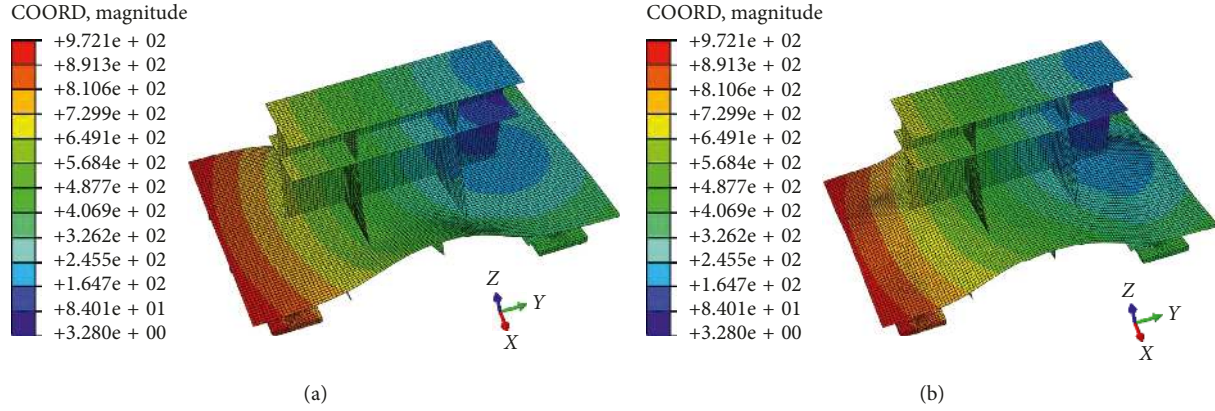 COORD, magnitude
+9.721e + 02
+8.913e + 02
+8.106e + 02
+7.299e + 02
+6.491e + 02
+5.684e + 02
+4.877e + 02
+4.069e + 02
+3.262e + 02
+2.455e + 02
+1.647e + 02
+8.401e + 01
+3.280e + 00
Z
Y
X
(a)
COORD, magnitude
+9.721e + 02
+8.913e + 02
+8.106e + 02
+7.299e + 02
+6.491e + 02
+5.684e + 02
+4.877e + 02
+4.069e + 02
+3.262e + 02
+2.455e + 02
+1.647e + 02
+8.401e + 01
+3.280e + 00
Z
Y
X
(b)